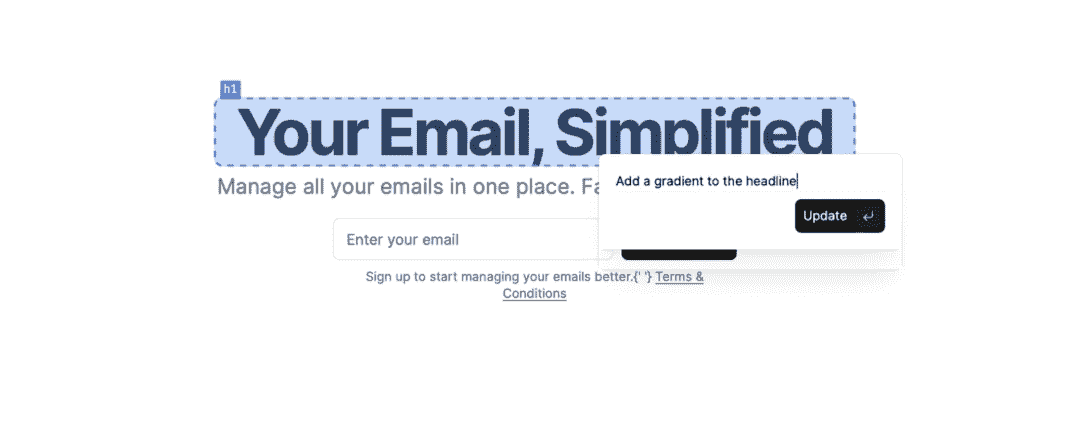 h1
Your Email, Simplified
Add a gradient to the headline
Manage all your emails in one place.
Update
Enter your email
Sign up to start managing your emails better.{' '} Terms &
Conditions